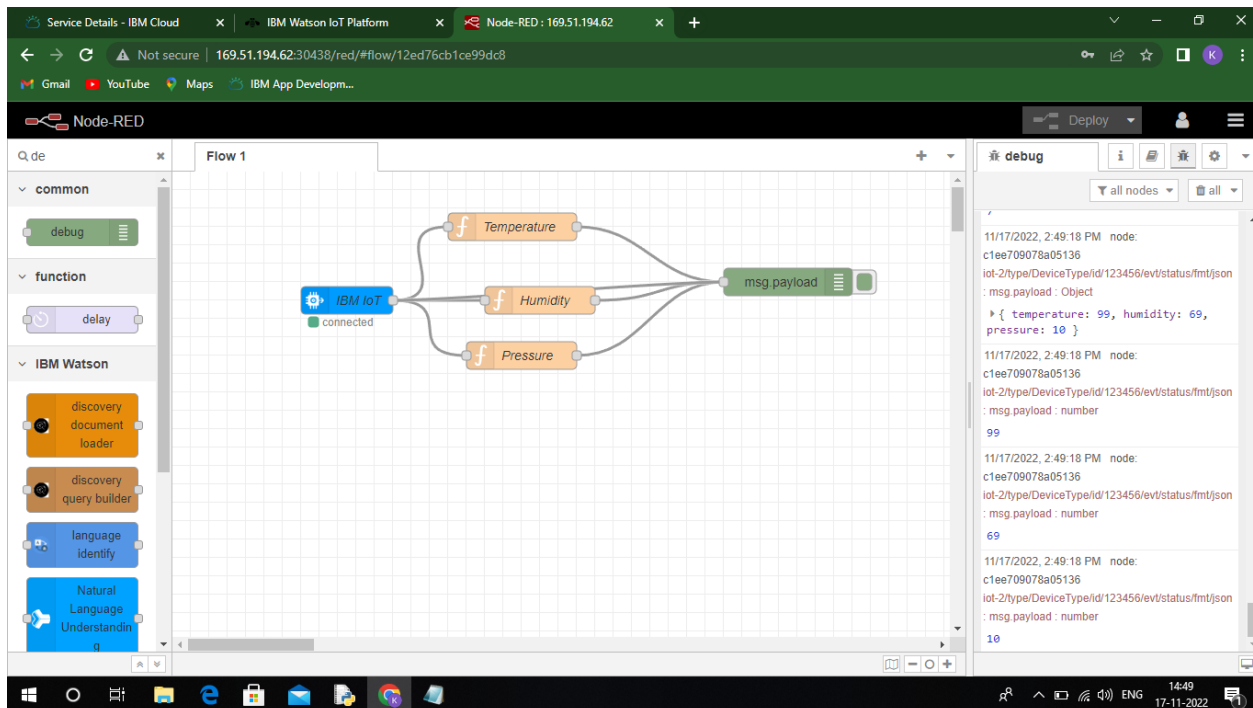 Service Details - IBM Cloud
IBM Watson IoT Platform
Node-RED : 169.51.194.62
Not secure
169.51.194.62:30438/red/#flow/12ed76cb1ce99dc8
K
Gmail
YouTube
Maps
IBM App Developm...
Node-RED
Deploy
de
Flow 1
debug
i
all nodes
all
common
debug
function
delay
IBM Watson
discovery
document
loader
discovery
query builder
language
identify
Natural
Language
Understandin
g
Temperature
IBM IoT
connected
Humidity
Pressure
msg.payload
11/17/2022, 2:49:18 PM node:
c1ee709078a05136
iot-2/type/DeviceType/id/123456/evt/status/fmt/json
: msg.payload : Object
{ temperature: 99, humidity: 69,
pressure: 10 }
11/17/2022, 2:49:18 PM node:
c1ee709078a05136
iot-2/type/DeviceType/id/123456/evt/status/fmt/json
: msg.payload : number
99
11/17/2022, 2:49:18 PM node:
c1ee709078a05136
iot-2/type/DeviceType/id/123456/evt/status/fmt/json
: msg.payload : number
69
11/17/2022, 2:49:18 PM node:
c1ee709078a05136
iot-2/type/DeviceType/id/123456/evt/status/fmt/json
: msg.payload : number
10
K
ENG
14:49
17-11-2022
1